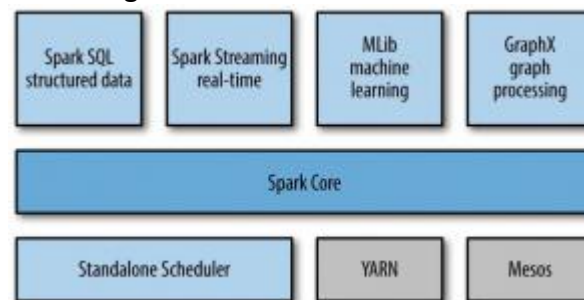 Spark SQL
structured data
Spark Streaming
real-time
MLib
machine
learning
GraphX
graph
processing
Spark Core
Standalone Scheduler
YARN
Mesos